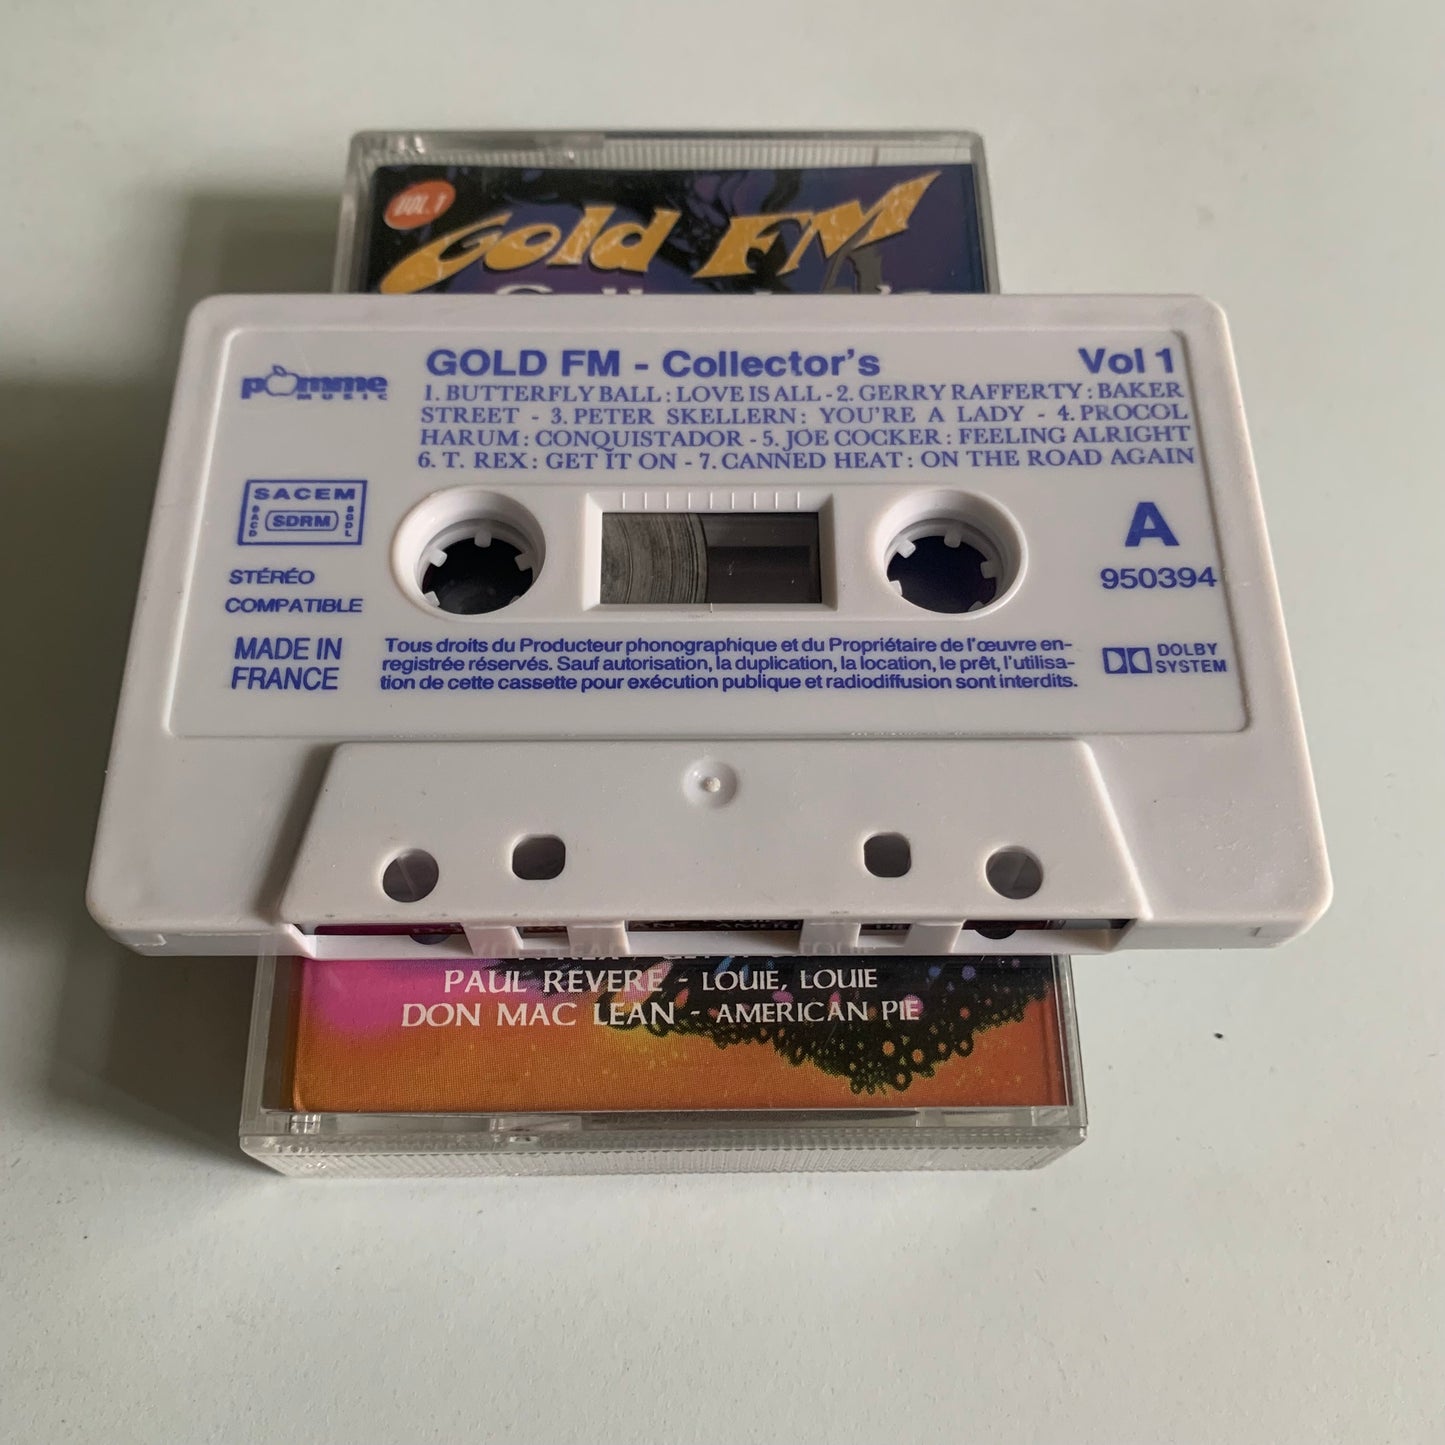 VOL.1
Gold FM
Collector's
pomme
MUSIC
GOLD FM - Collector's
Vol 1
1. BUTTERFLY BALL : LOVE IS ALL - 2. GERRY RAFFERTY : BAKER
STREET - 3. PETER SKELLERN: YOU'RE A LADY - 4. PROCOL
HARUM : CONQUISTADOR - 5. JOE COCKER : FEELING ALRIGHT
6. T. REX : GET IT ON - 7. CANNED HEAT : ON THE ROAD AGAIN
SACEM
SACD
SDRM
SGDL
STÉRÉO
COMPATIBLE
MADE IN
FRANCE
A
950394
Tous droits du Producteur phonographique et du Propriétaire de l'œuvre en-
registrée réservés. Sauf autorisation, la duplication, la location, le prêt, l'utilisa-
tion de cette cassette pour exécution publique et radiodiffusion sont interdits.
DOLBY
SYSTEM
PAUL REVERE - LOUIE, LOUIE
DON MAC LEAN - AMERICAN PIE